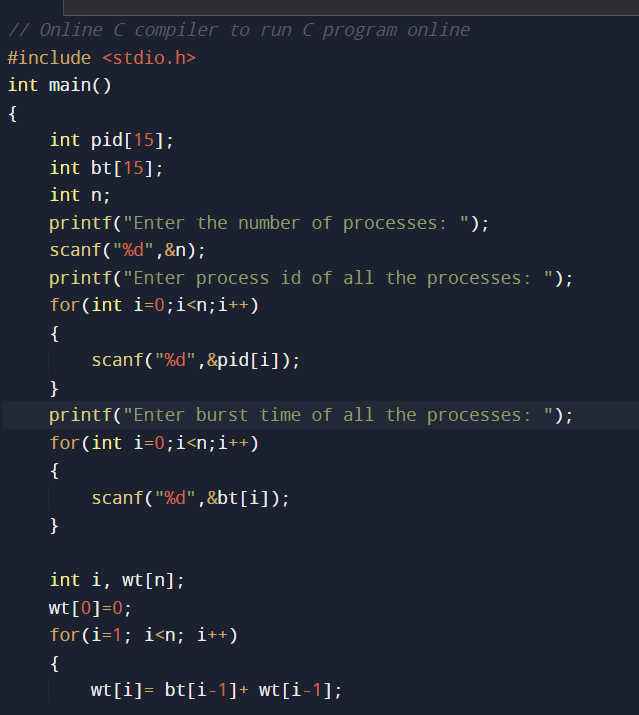 // Online C compiler to run C program online
#include <stdio.h>
int main()
{
    int pid[15];
    int bt[15];
    int n;
    printf("Enter the number of processes: ");
    scanf("%d",&n);
    printf("Enter process id of all the processes: ");
    for(int i=0;i<n;i++)
    {
        scanf("%d",&pid[i]);
    }
    printf("Enter burst time of all the processes: ");
    for(int i=0;i<n;i++)
    {
        scanf("%d",&bt[i]);
    }

    int i, wt[n];
    wt[0]=0;
    for(i=1; i<n; i++)
    {
        wt[i]= bt[i-1]+ wt[i-1];